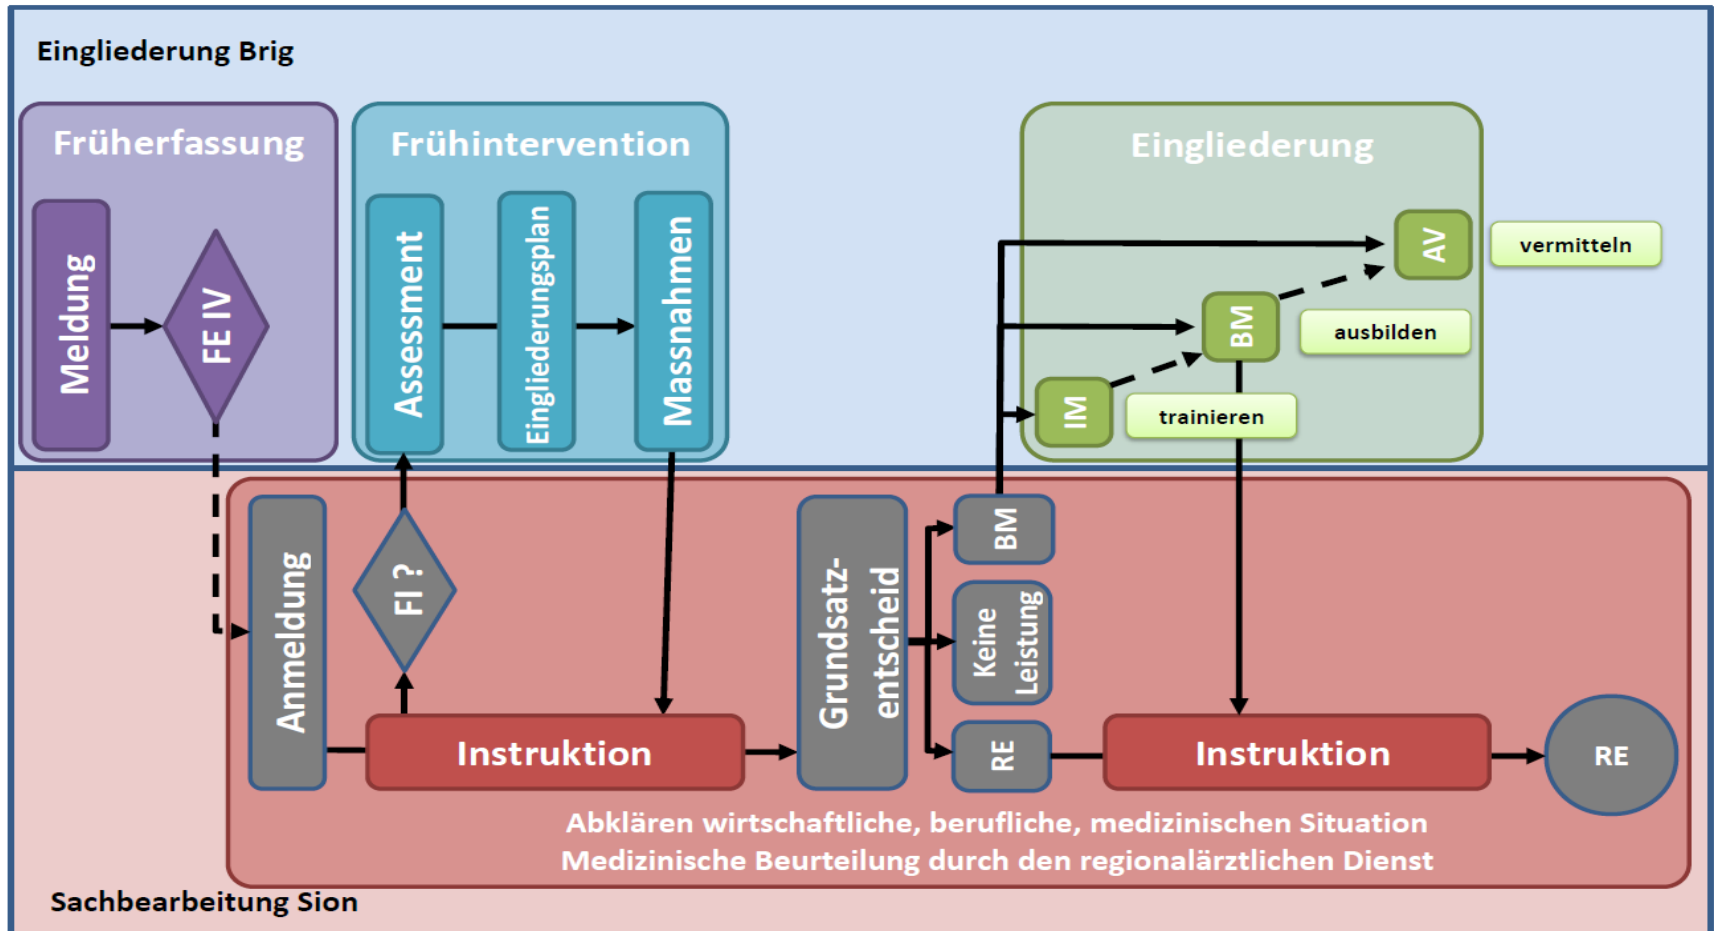 Eingliederung Brig
Früherfassung
Meldung
FE IV
Frühintervention
Assessment
Eingliederungsplan
Massnahmen
Eingliederung
AV
vermitteln
BM
ausbilden
IM
trainieren
Anmeldung
FI ?
Instruktion
Grundsatz-
entscheid
BM
Keine
Leistung
RE
Instruktion
RE
Abklären wirtschaftliche, berufliche, medizinischen Situation
Medizinische Beurteilung durch den regionalärztlichen Dienst
Sachbearbeitung Sion